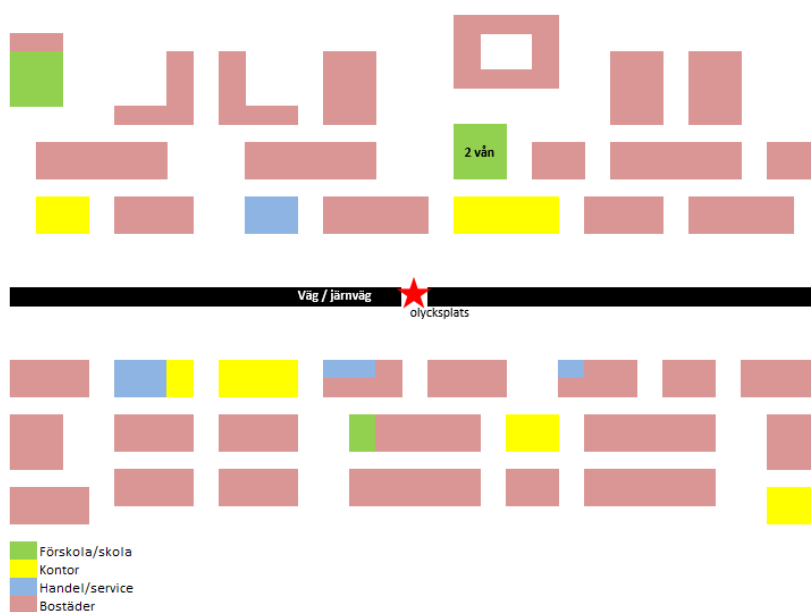 2 vån
Väg / järnväg
olycksplats
Förskola/skola
Kontor
Handel/service
Bostäder